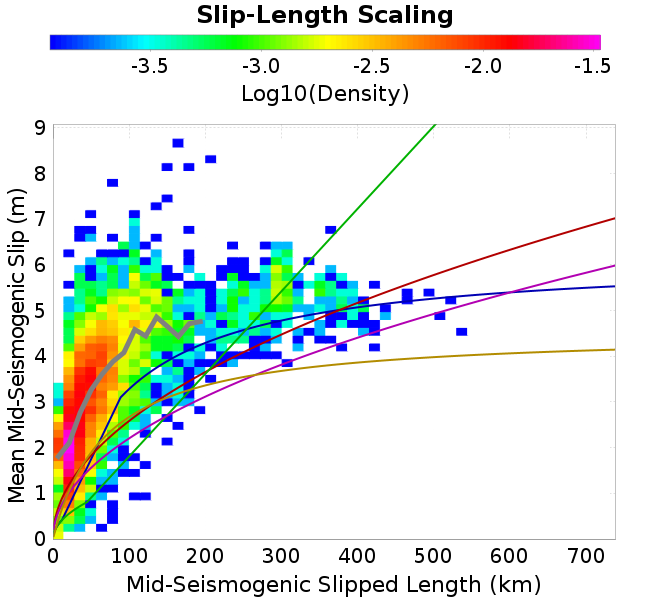 Slip-Length Scaling
-3.5 -3.0 -2.5 -2.0 -1.5
Log10(Density)
Mean Mid-Seismogenic Slip (m)
9
8
7
6
5
4
3
2
1
0
0 100 200 300 400 500 600 700
Mid-Seismogenic Slipped Length (km)